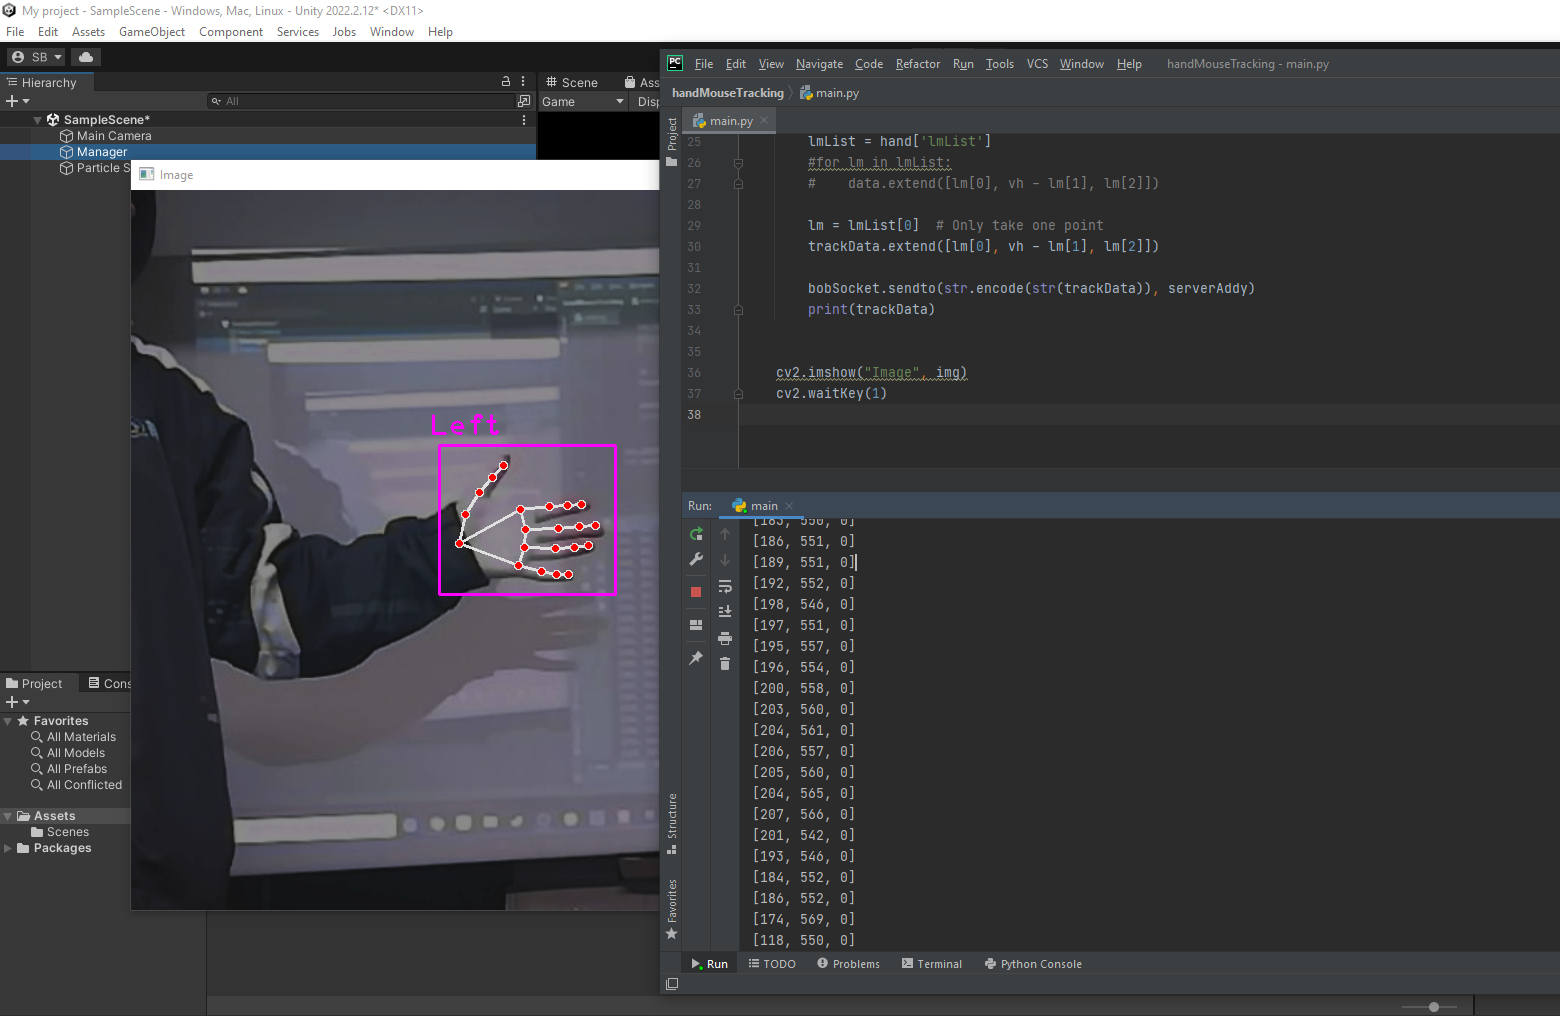 My project - SampleScene - Windows, Mac, Linux - Unity 2022.2.12* <DX11>
File Edit Assets GameObject Component Services Jobs Window Help
SB
Hierarchy
All
SampleScene*
Main Camera
Manager
Particle S
Scene
Ass
Game
Disp
Image
Left
Project
Cons
Favorites
All Materials
All Models
All Prefabs
All Conflicted
Assets
Scenes
Packages
PC File Edit View Navigate Code Refactor Run Tools VCS Window Help handMouseTracking - main.py
handMouseTracking main.py
Project
main.py
25 lmList = hand['lmList']
26 #for lm in lmList:
27 #    data.extend([lm[0], vh - lm[1], lm[2]])
28
29 lm = lmList[0]  # Only take one point
30 trackData.extend([lm[0], vh - lm[1], lm[2]])
31
32 bobSocket.sendto(str.encode(str(trackData)), serverAddy)
33 print(trackData)
34
35
36 cv2.imshow("Image", img)
37 cv2.waitKey(1)
38
Run: main
[183, 550, 0]
[186, 551, 0]
[189, 551, 0]
[192, 552, 0]
[198, 546, 0]
[197, 551, 0]
[195, 557, 0]
[196, 554, 0]
[200, 558, 0]
[203, 560, 0]
[204, 561, 0]
[206, 557, 0]
[205, 560, 0]
[204, 565, 0]
[207, 566, 0]
[201, 542, 0]
[193, 546, 0]
[184, 552, 0]
[186, 552, 0]
[174, 569, 0]
[118, 550, 0]
Structure
Favorites
Run TODO Problems Terminal Python Console